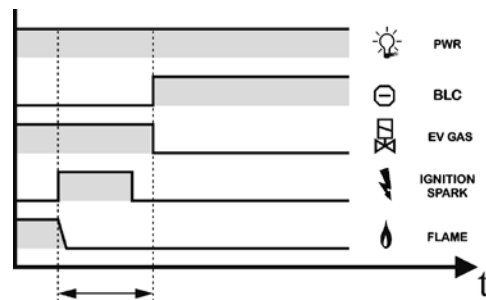 PWR
BLC
EV GAS
IGNITION
SPARK
FLAME
t